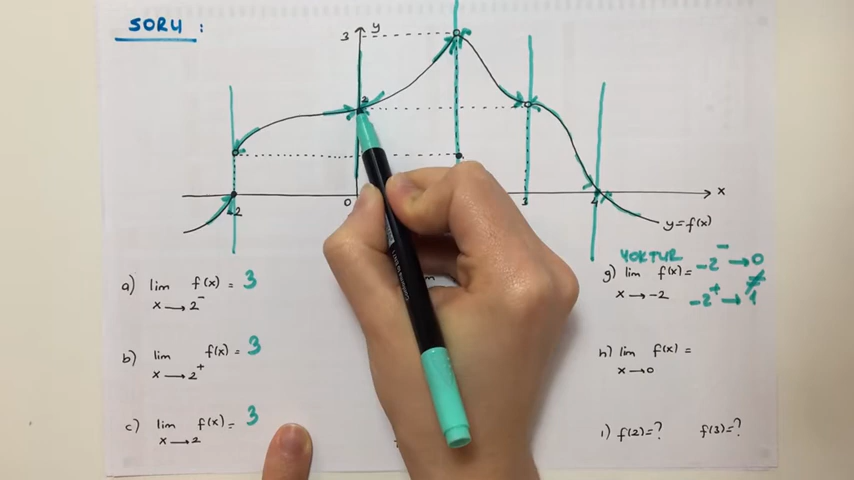 SORU :
3 y
2
0 3 4 x
-2
y=f(x)
a) lim f(x) = 3
x → 2⁻
b) lim f(x) = 3
x → 2⁺
c) lim f(x) = 3
x → 2
YOKTUR
g) lim f(x) = -2⁻ → 0
x → -2 ≠
-2⁺ → 1
h) lim f(x) =
x → 0
ı) f(2)=? f(3)=?